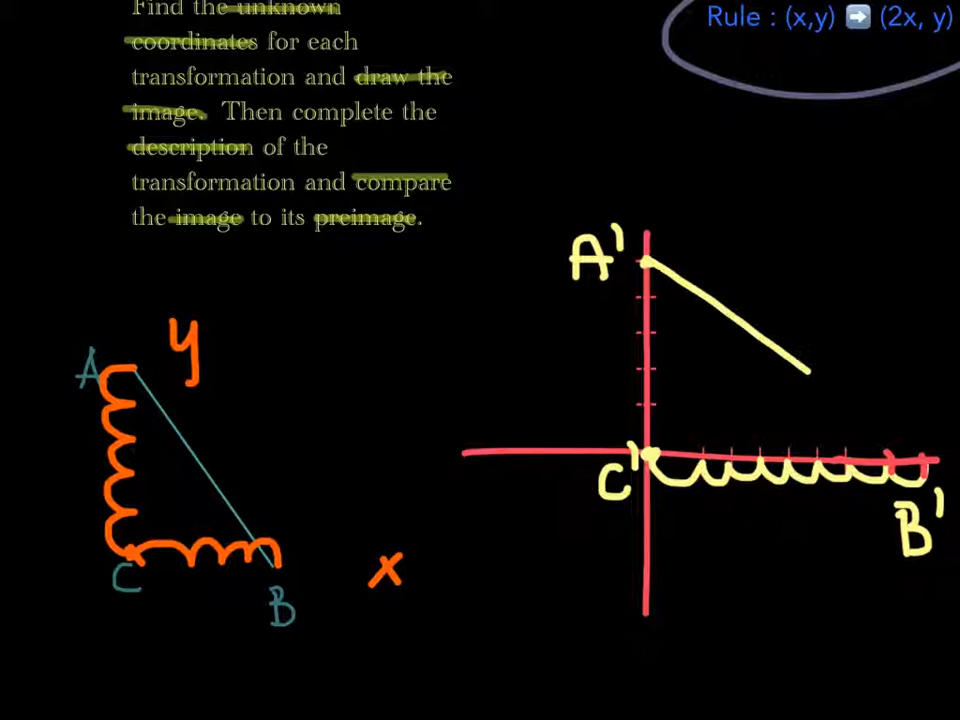 Find the unknown
coordinates for each
transformation and draw the
image. Then complete the
description of the
transformation and compare
the image to its preimage.
Rule : (x,y) ➡ (2x, y)
A'
y
A
C'
B'
x
C
B